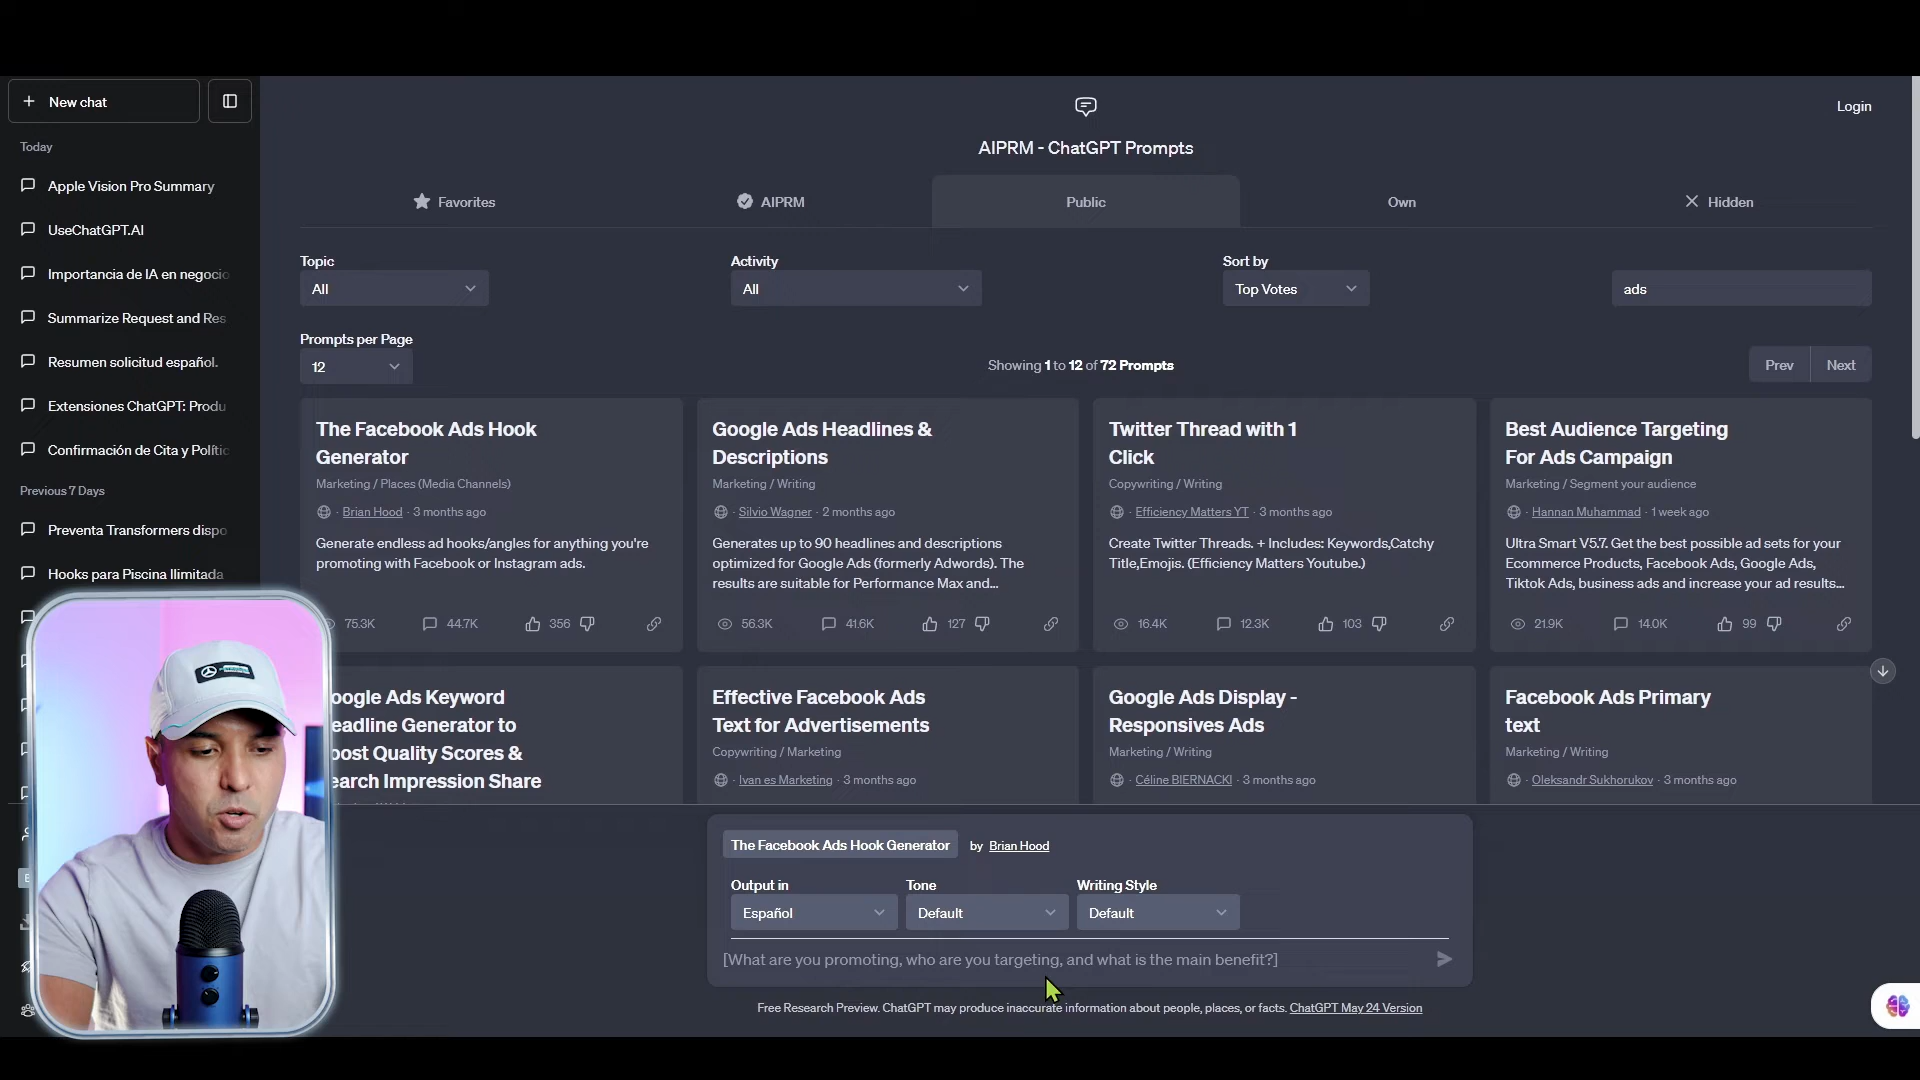 New chat
Login
AIPRM - ChatGPT Prompts
Favorites
AIPRM
Public
Own
Hidden
Today
Apple Vision Pro Summary
UseChatGPT.AI
Importancia de IA en negocio
Summarize Request and Res
Resumen solicitud español.
Extensiones ChatGPT: Produ
Confirmación de Cita y Polític
Previous 7 Days
Preventa Transformers dispo
Hooks para Piscina Ilimitada
Topic
All
Activity
All
Sort by
Top Votes
ads
Prompts per Page
12
Showing 1 to 12 of 72 Prompts
Prev
Next
The Facebook Ads Hook
Generator
Marketing / Places (Media Channels)
· Brian Hood · 3 months ago
Generate endless ad hooks/angles for anything you're
promoting with Facebook or Instagram ads.
75.3K
44.7K
356
Google Ads Headlines &
Descriptions
Marketing / Writing
· Silvio Wagner · 2 months ago
Generates up to 90 headlines and descriptions
optimized for Google Ads (formerly Adwords). The
results are suitable for Performance Max and...
56.3K
41.6K
127
Twitter Thread with 1
Click
Copywriting / Writing
· Efficiency Matters YT · 3 months ago
Create Twitter Threads. + Includes: Keywords,Catchy
Title,Emojis. (Efficiency Matters Youtube.)
16.4K
12.3K
103
Best Audience Targeting
For Ads Campaign
Marketing / Segment your audience
· Hannan Muhammad · 1 week ago
Ultra Smart V5.7. Get the best possible ad sets for your
Ecommerce Products, Facebook Ads, Google Ads,
Tiktok Ads, business ads and increase your ad results...
21.9K
14.0K
99
oogle Ads Keyword
eadline Generator to
oost Quality Scores &
earch Impression Share
Effective Facebook Ads
Text for Advertisements
Copywriting / Marketing
· Ivan es Marketing · 3 months ago
Google Ads Display -
Responsives Ads
Marketing / Writing
· Céline BIERNACKI · 3 months ago
Facebook Ads Primary
text
Marketing / Writing
· Oleksandr Sukhorukov · 3 months ago
The Facebook Ads Hook Generator by Brian Hood
Output in
Español
Tone
Default
Writing Style
Default
[What are you promoting, who are you targeting, and what is the main benefit?]
Free Research Preview. ChatGPT may produce inaccurate information about people, places, or facts. ChatGPT May 24 Version